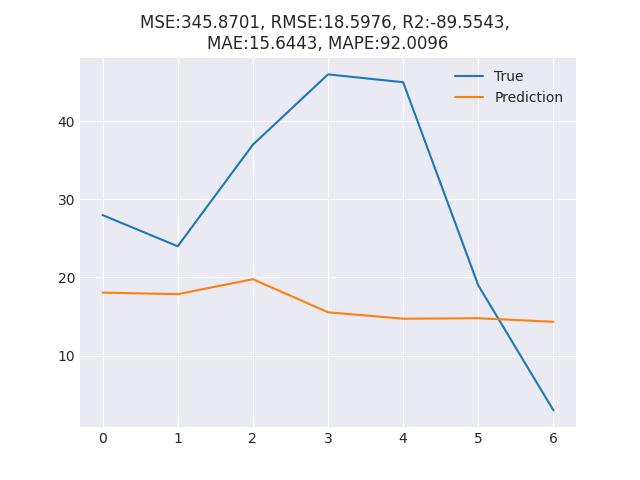 MSE:345.8701, RMSE:18.5976, R2:-89.5543,
MAE:15.6443, MAPE:92.0096
True
Prediction
40
30
20
10
0 1 2 3 4 5 6